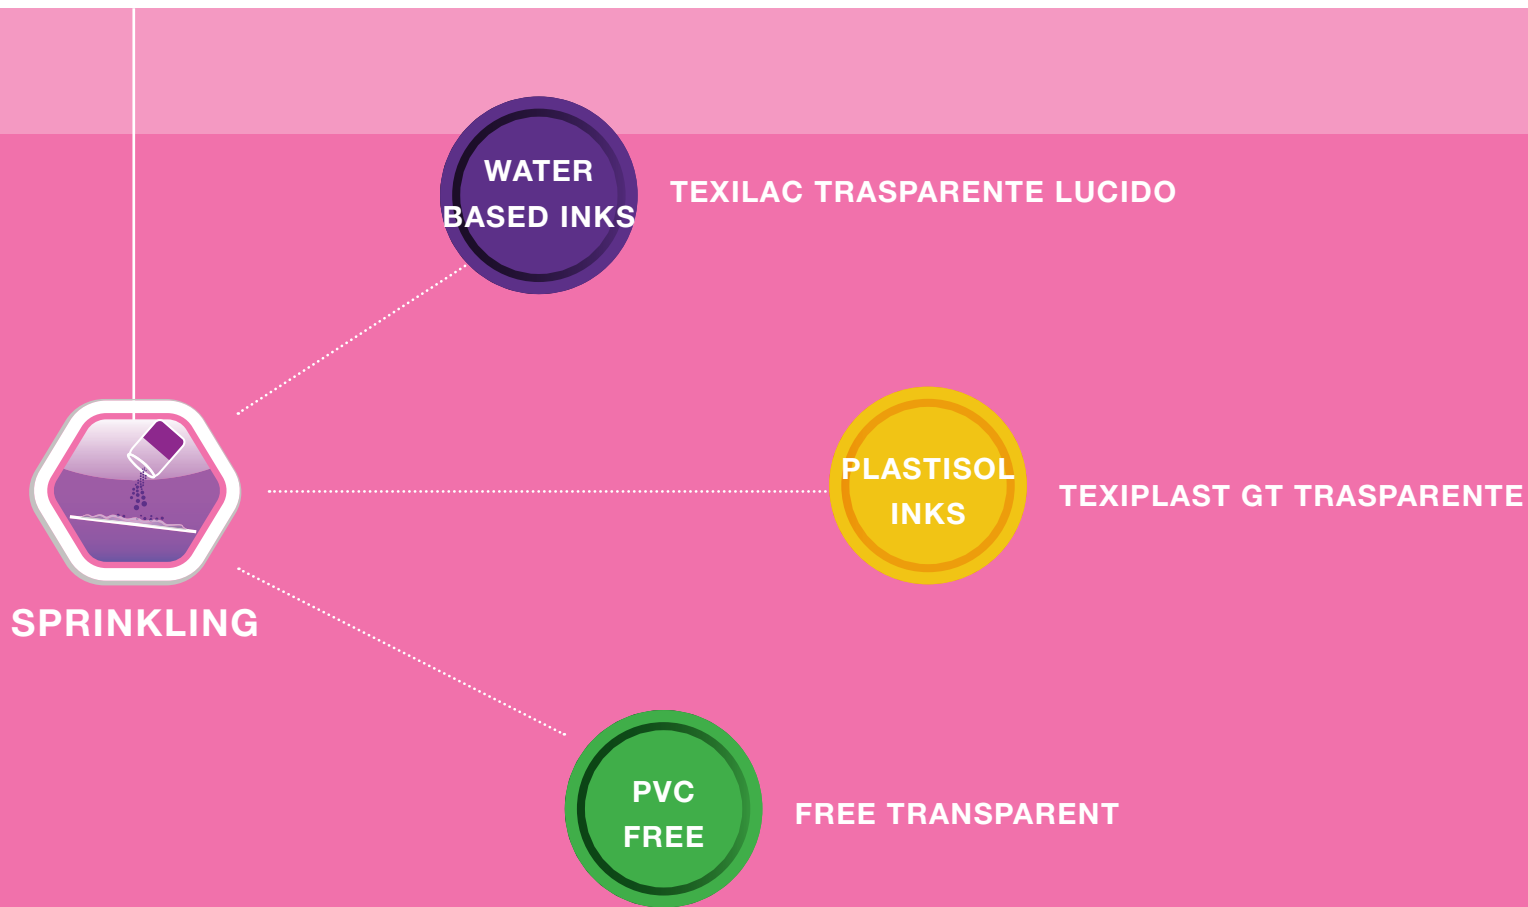 WATER
BASED INKS
TEXILAC TRASPARENTE LUCIDO
PLASTISOL
INKS
TEXIPLAST GT TRASPARENTE
SPRINKLING
PVC
FREE
FREE TRANSPARENT